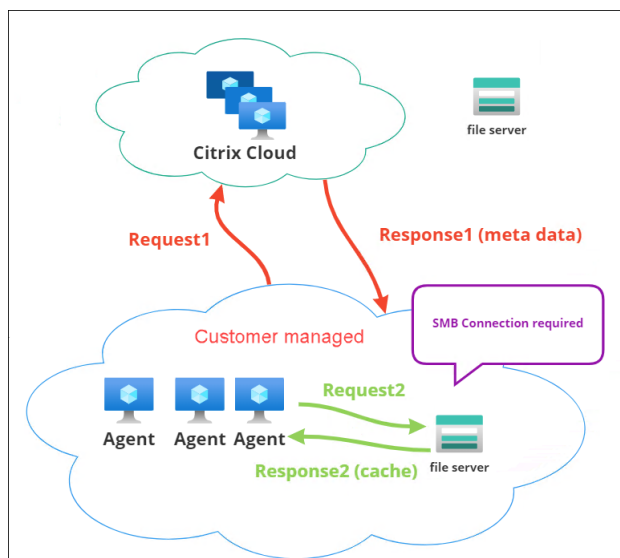 Citrix Cloud
file server
Request1
Response1 (meta data)
SMB Connection required
Customer managed
Request2
Agent
Agent
Agent
Response2 (cache)
file server